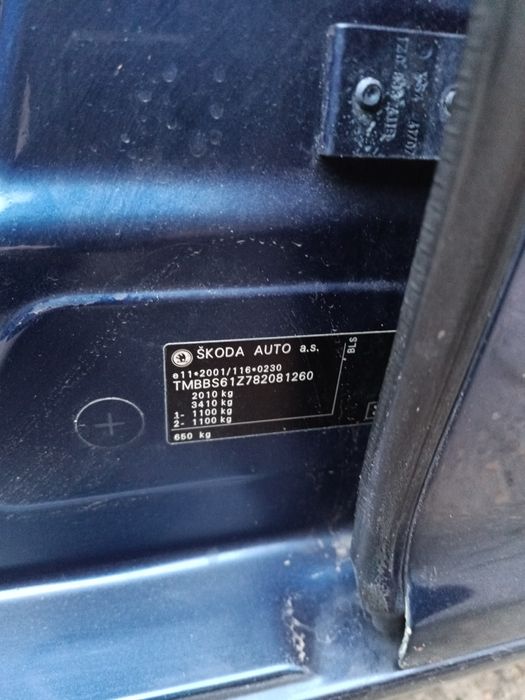 ŠKODA AUTO a.s.
e11*2001/116*0230
TMBBS61Z782081260
2010 kg
3410 kg
1- 1100 kg
2- 1100 kg
650 kg
BLS